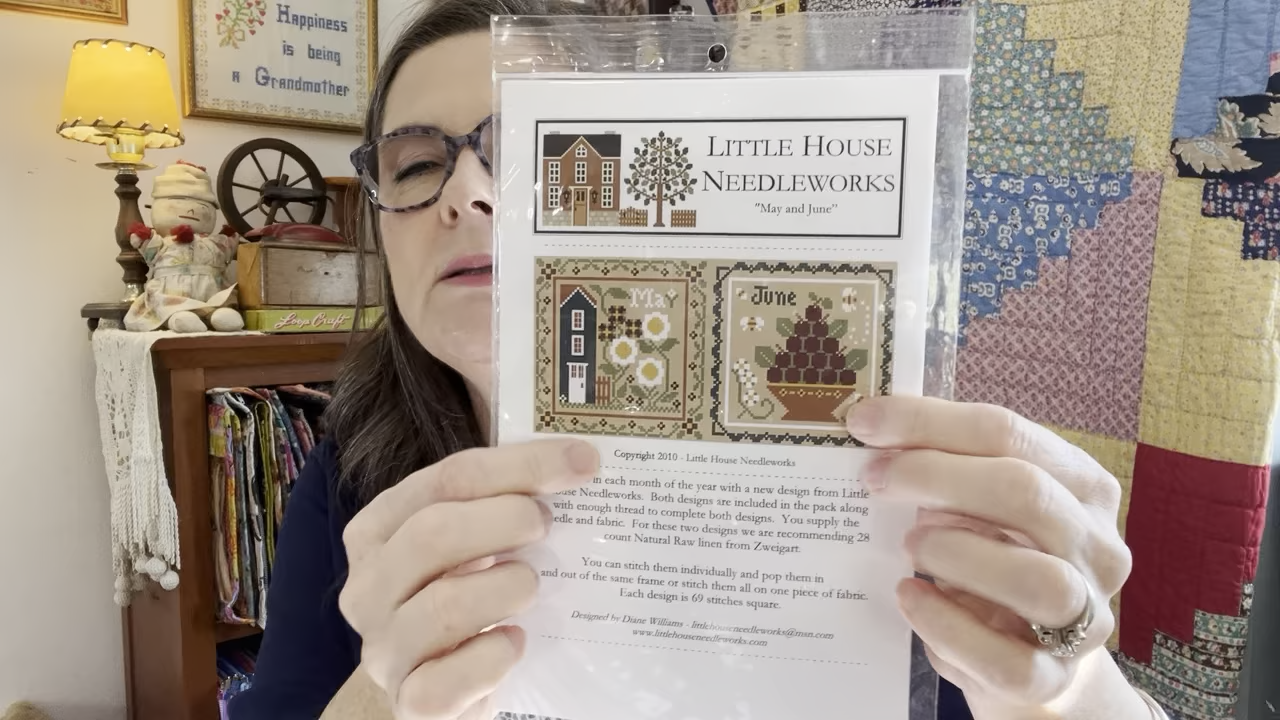 Happiness
is being
a Grandmother
Loop Craft
LITTLE HOUSE
NEEDLEWORKS
"May and June"
May
June
Copyright 2010 - Little House Needleworks
in each month of the year with a new design from Little
House Needleworks. Both designs are included in the pack along
with enough thread to complete both designs. You supply the
needle and fabric. For these two designs we are recommending 28
count Natural Raw linen from Zweigart.
You can stitch them individually and pop them in
and out of the same frame or stitch them all on one piece of fabric.
Each design is 69 stitches square.
Designed by Diane Williams - littlehouseneedleworks@msn.com
www.littlehouseneedleworks.com